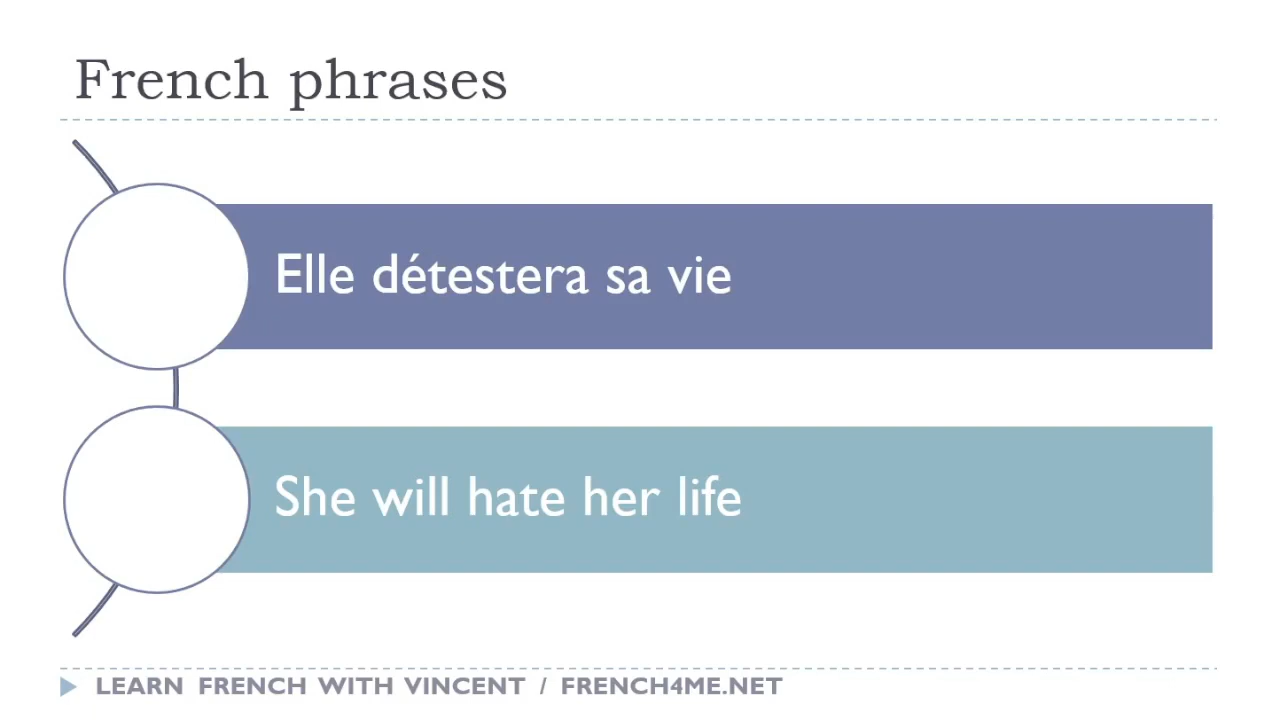 French phrases
Elle détestera sa vie
She will hate her life
LEARN FRENCH WITH VINCENT / FRENCH4ME.NET